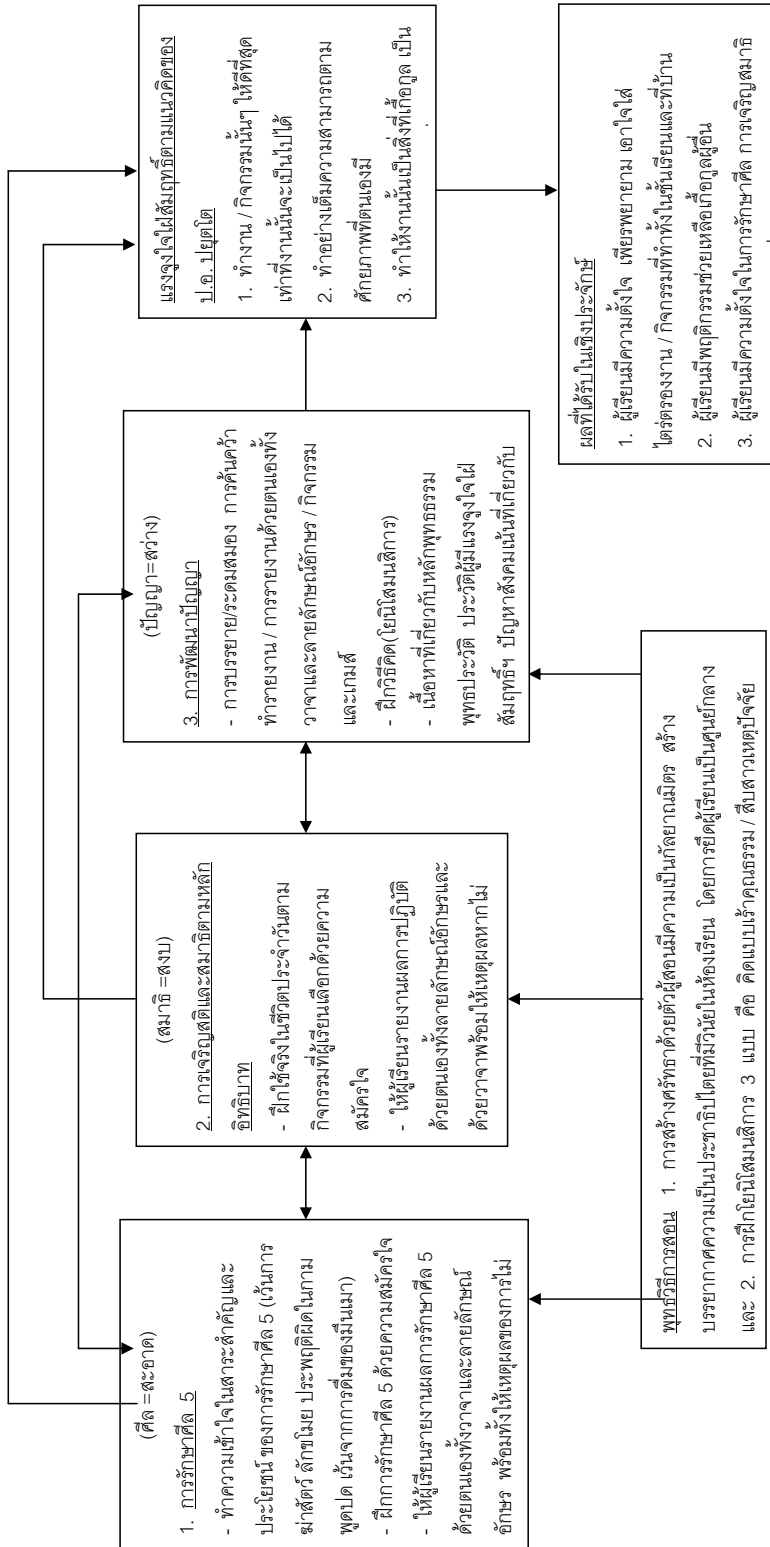 (ศีล =สะอาด)
1. การรักษาศีล 5
- ทำความเข้าใจในสาระสำคัญและ
ประโยชน์ ของการรักษาศีล 5 (เว้นการ
ฆ่าสัตว์ ลักขโมย ประพฤติผิดในกาม
พูดปด เว้นจากการดื่มของมึนเมา)
- ฝึกการรักษาศีล 5 ด้วยความสมัครใจ
- ให้ผู้เรียนรายงานผลการรักษาศีล 5
ด้วยตนเองทั้งวาจาและลายลักษณ์
อักษร พร้อมทั้งให้เหตุผลของการไม่
(สมาธิ =สงบ)
2. การเจริญสติและสมาธิตามหลัก
อิทธิบาท
- ฝึกใช้จริงในชีวิตประจำวันตาม
กิจกรรมที่ผู้เรียนเลือกด้วยความ
สมัครใจ
- ให้ผู้เรียนรายงานผลการปฏิบัติ
ด้วยตนเองทั้งลายลักษณ์อักษรและ
ด้วยวาจาพร้อมให้เหตุผลหากไม่
(ปัญญา=สว่าง)
3. การพัฒนาปัญญา
- การบรรยาย/ระดมสมอง การค้นคว้า
ทำรายงาน / การรายงานด้วยตนเองทั้ง
วาจาและลายลักษณ์อักษร / กิจกรรม
และเกมส์
- ฝึกวิธีคิด(โยนิโสมนสิการ)
- เนื้อหาที่เกี่ยวกับหลักพุทธธรรม
พุทธประวัติ ประวัติผู้มีแรงจูงใจใฝ่
สัมฤทธิ์ฯ ปัญหาสังคมเน้นที่เกี่ยวกับ
แรงจูงใจใฝ่สัมฤทธิ์ตามแนวคิดของ
ป.อ. ปยุตโต
1. ทำงาน / กิจกรรมนั้นๆ ให้ดีที่สุด
เท่าที่งานนั้นจะเป็นไปได้
2. ทำอย่างเต็มความสามารถตาม
ศักยภาพที่ตนเองมี
3. ทำให้งานนั้นเป็นสิ่งที่เกื้อกูล เป็น
พุทธวิธีการสอน 1. การสร้างศรัทธาด้วยตัวผู้สอนมีความเป็นกัลยาณมิตร สร้าง
บรรยากาศความเป็นประชาธิปไตยที่มีวินัยในห้องเรียน โดยการยึดผู้เรียนเป็นศูนย์กลาง
และ 2. การฝึกโยนิโสมนสิการ 3 แบบ คือ คิดแบบเร้าคุณธรรม / สืบสาวเหตุปัจจัย
ผลที่ได้รับในเชิงประจักษ์
1. ผู้เรียนมีความตั้งใจ เพียรพยายาม เอาใจใส่
ไตร่ตรองงาน / กิจกรรมที่ทำทั้งในชั้นเรียนและที่บ้าน
2. ผู้เรียนมีพฤติกรรมช่วยเหลือเกื้อกูลผู้อื่น
3. ผู้เรียนมีความตั้งใจในการรักษาศีล การเจริญสมาธิ